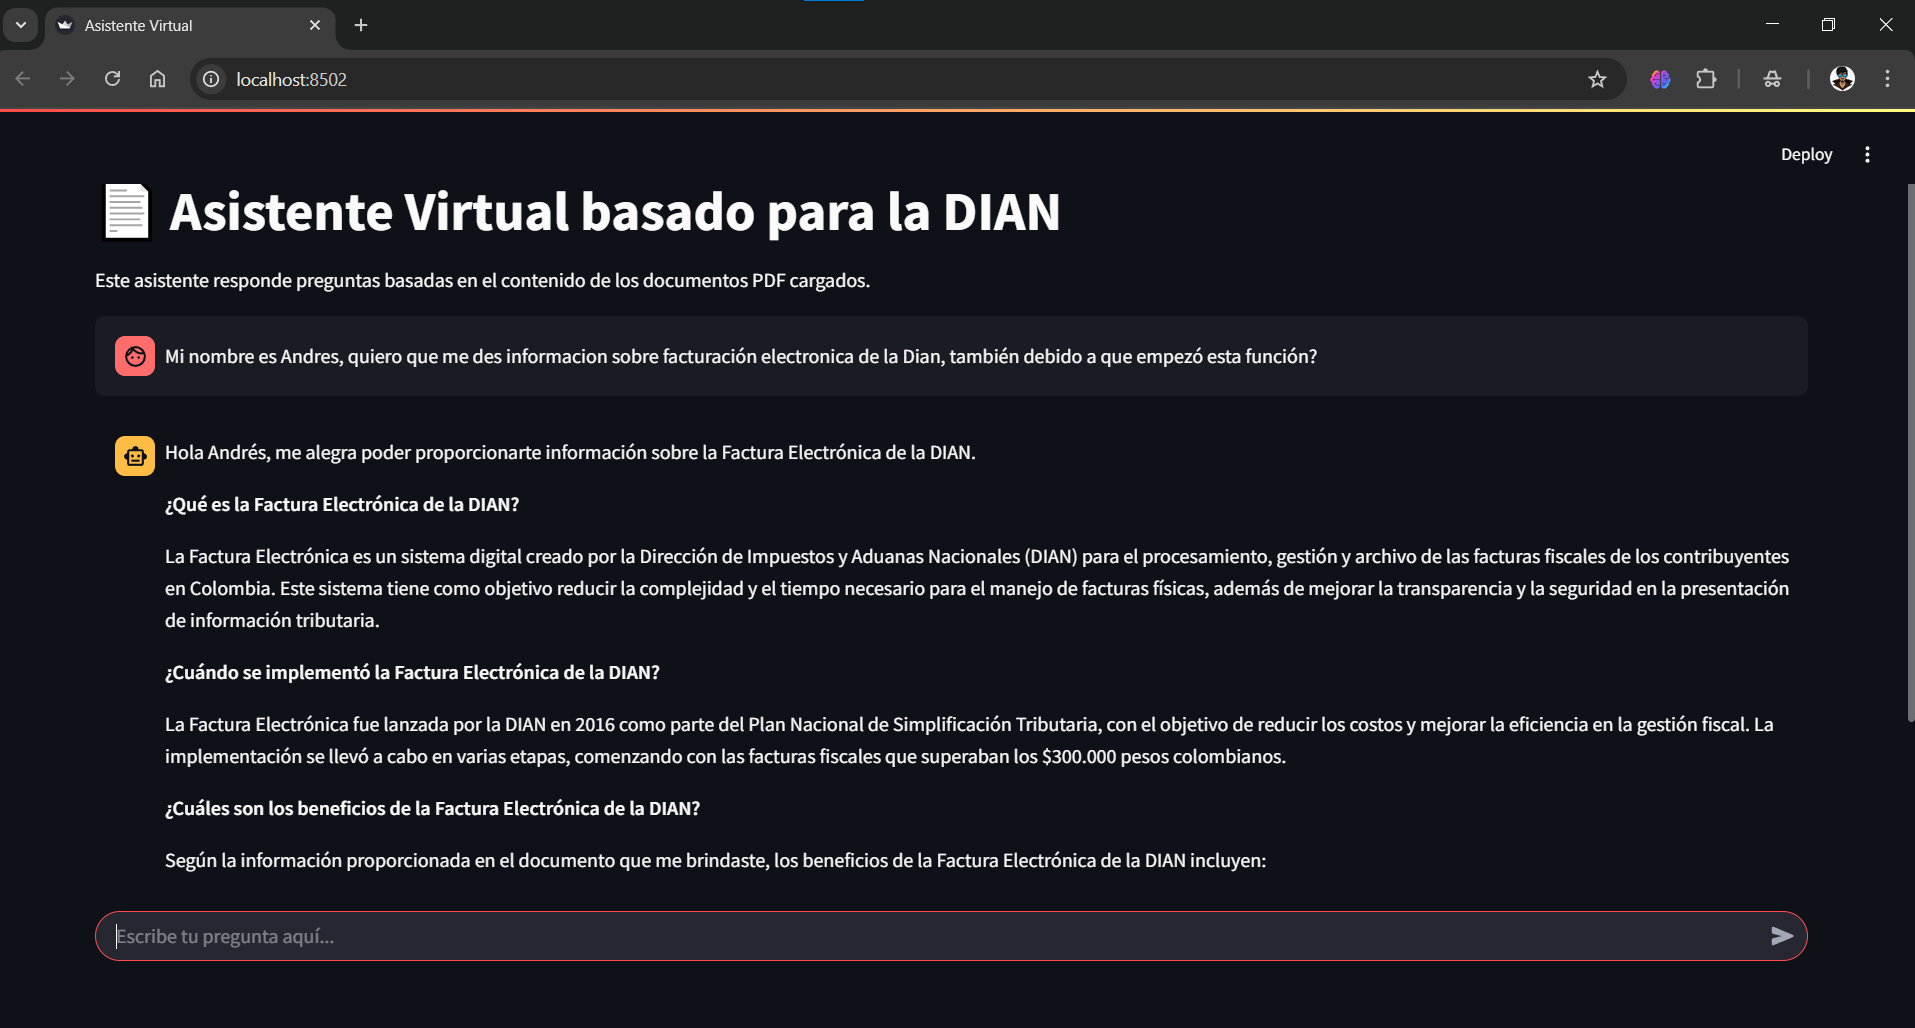 Asistente Virtual
localhost:8502
Deploy
Asistente Virtual basado para la DIAN
Este asistente responde preguntas basadas en el contenido de los documentos PDF cargados.
Mi nombre es Andres, quiero que me des informacion sobre facturación electronica de la Dian, también debido a que empezó esta función?
Hola Andrés, me alegra poder proporcionarte información sobre la Factura Electrónica de la DIAN.
¿Qué es la Factura Electrónica de la DIAN?
La Factura Electrónica es un sistema digital creado por la Dirección de Impuestos y Aduanas Nacionales (DIAN) para el procesamiento, gestión y archivo de las facturas fiscales de los contribuyentes
en Colombia. Este sistema tiene como objetivo reducir la complejidad y el tiempo necesario para el manejo de facturas físicas, además de mejorar la transparencia y la seguridad en la presentación
de información tributaria.
¿Cuándo se implementó la Factura Electrónica de la DIAN?
La Factura Electrónica fue lanzada por la DIAN en 2016 como parte del Plan Nacional de Simplificación Tributaria, con el objetivo de reducir los costos y mejorar la eficiencia en la gestión fiscal. La
implementación se llevó a cabo en varias etapas, comenzando con las facturas fiscales que superaban los $300.000 pesos colombianos.
¿Cuáles son los beneficios de la Factura Electrónica de la DIAN?
Según la información proporcionada en el documento que me brindaste, los beneficios de la Factura Electrónica de la DIAN incluyen:
Escribe tu pregunta aquí...